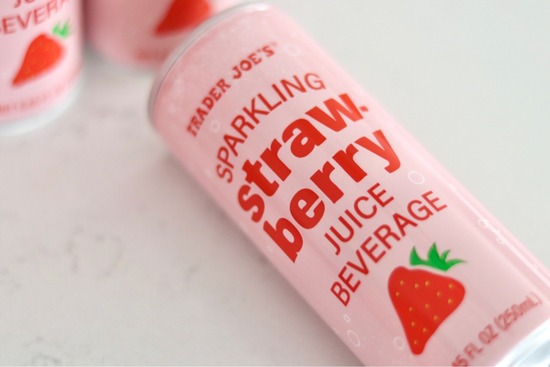 TRADER JOE'S
SPARKLING
straw-
berry
JUICE
BEVERAGE
FL OZ (250mL)
BEVERAGE